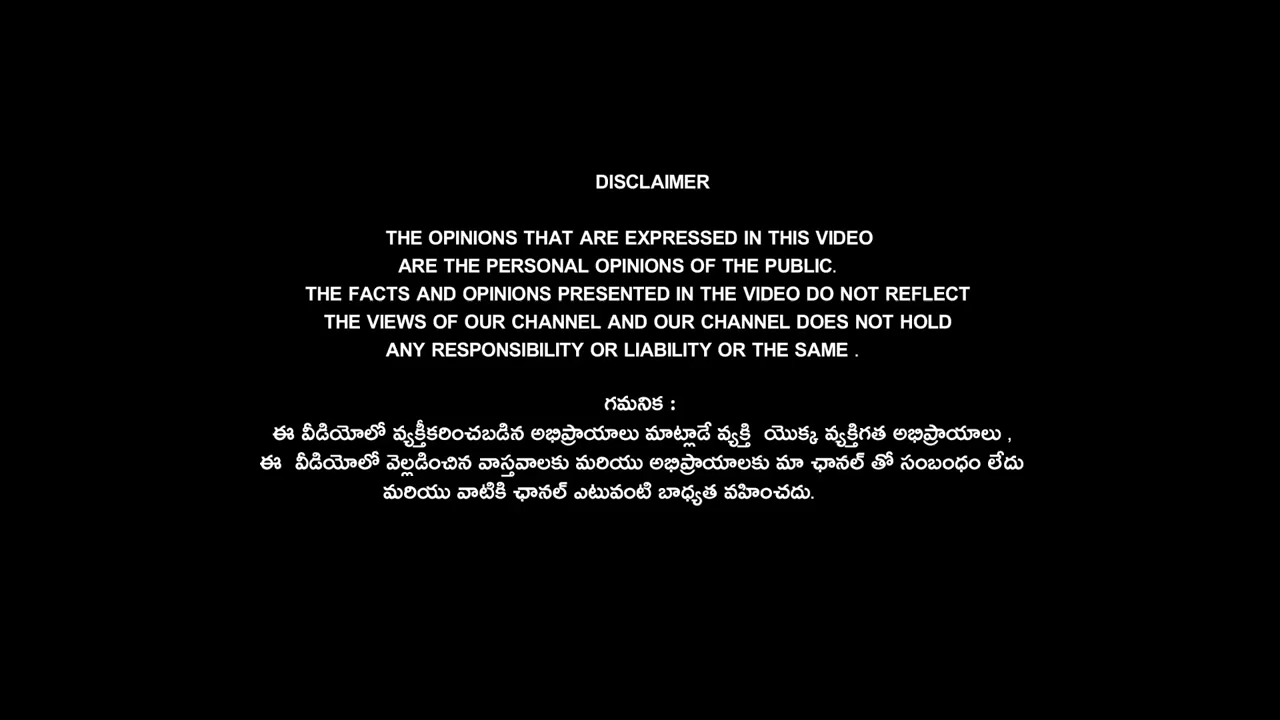 DISCLAIMER
THE OPINIONS THAT ARE EXPRESSED IN THIS VIDEO
ARE THE PERSONAL OPINIONS OF THE PUBLIC.
THE FACTS AND OPINIONS PRESENTED IN THE VIDEO DO NOT REFLECT
THE VIEWS OF OUR CHANNEL AND OUR CHANNEL DOES NOT HOLD
ANY RESPONSIBILITY OR LIABILITY OR THE SAME .
గమనిక :
ఈ వీడియోలో వ్యక్తీకరించబడిన అభిప్రాయాలు మాట్లాడే వ్యక్తి యొక్క వ్యక్తిగత అభిప్రాయాలు ,
ఈ వీడియోలో వెల్లడించిన వాస్తవాలకు మరియు అభిప్రాయాలకు మా ఛానల్ తో సంబంధం లేదు
మరియు వాటికి ఛానల్ ఎటువంటి బాధ్యత వహించదు.